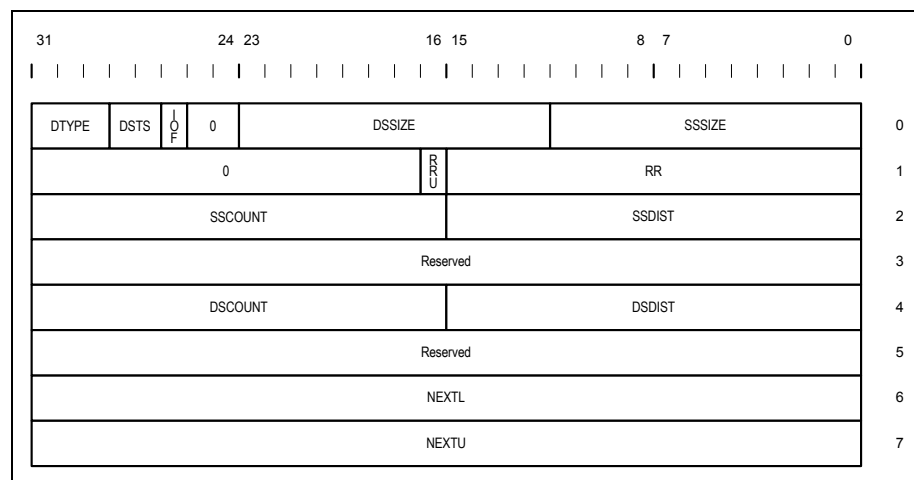 31 24 23 16 15 8 7 0
DTYPE DSTS IOF 0 DSSIZE SSSIZE 0
0 RRU RR 1
SSCOUNT SSDIST 2
Reserved 3
DSCOUNT DSDIST 4
Reserved 5
NEXTL 6
NEXTU 7